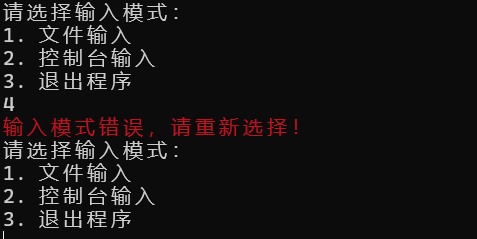 请选择输入模式:
1. 文件输入
2. 控制台输入
3. 退出程序
4
输入模式错误，请重新选择!
请选择输入模式:
1. 文件输入
2. 控制台输入
3. 退出程序